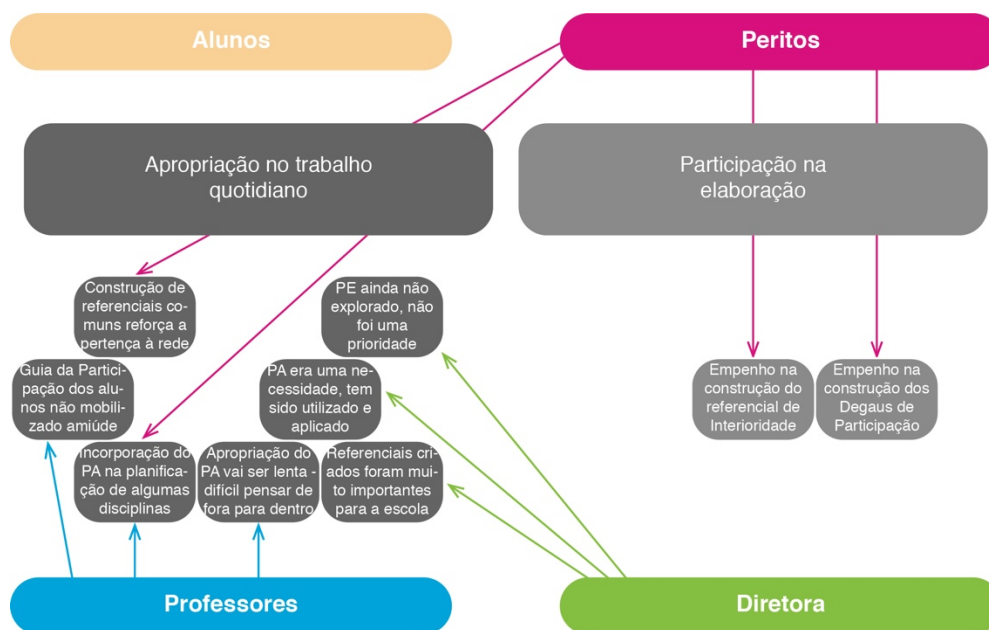 Alunos
Peritos
Apropriação no trabalho
quotidiano
Participação na
elaboração
Construção de
referenciais co-
muns reforça a
pertença à rede
PE ainda não
explorado, não
foi uma
prioridade
Guia da Partici-
pação dos alu-
nos não mobili-
zado amiúde
PA era uma ne-
cessidade, tem
sido utilizado e
aplicado
Empenho na
construção do
referencial de
Interioridade
Empenho na
construção dos
Degaus de
Participação
Incorporação do
PA na planifica-
ção de algumas
disciplinas
Apropriação do
PA vai ser lenta -
difícil pensar de
fora para dentro
Referenciais cri-
ados foram mui-
to importantes
para a escola
Professores
Diretora